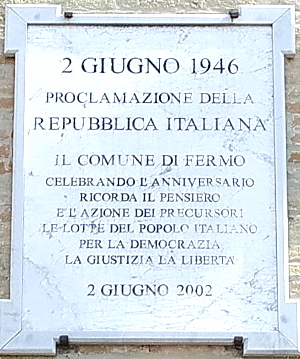 2 GIUGNO 1946
PROCLAMAZIONE DELLA
REPUBBLICA ITALIANA
IL COMUNE DI FERMO
CELEBRANDO L'ANNIVERSARIO
RICORDA IL PENSIERO
E L'AZIONE DEI PRECURSORI
LE LOTTE DEL POPOLO ITALIANO
PER LA DEMOCRAZIA
LA GIUSTIZIA LA LIBERTA'
2 GIUGNO 2002